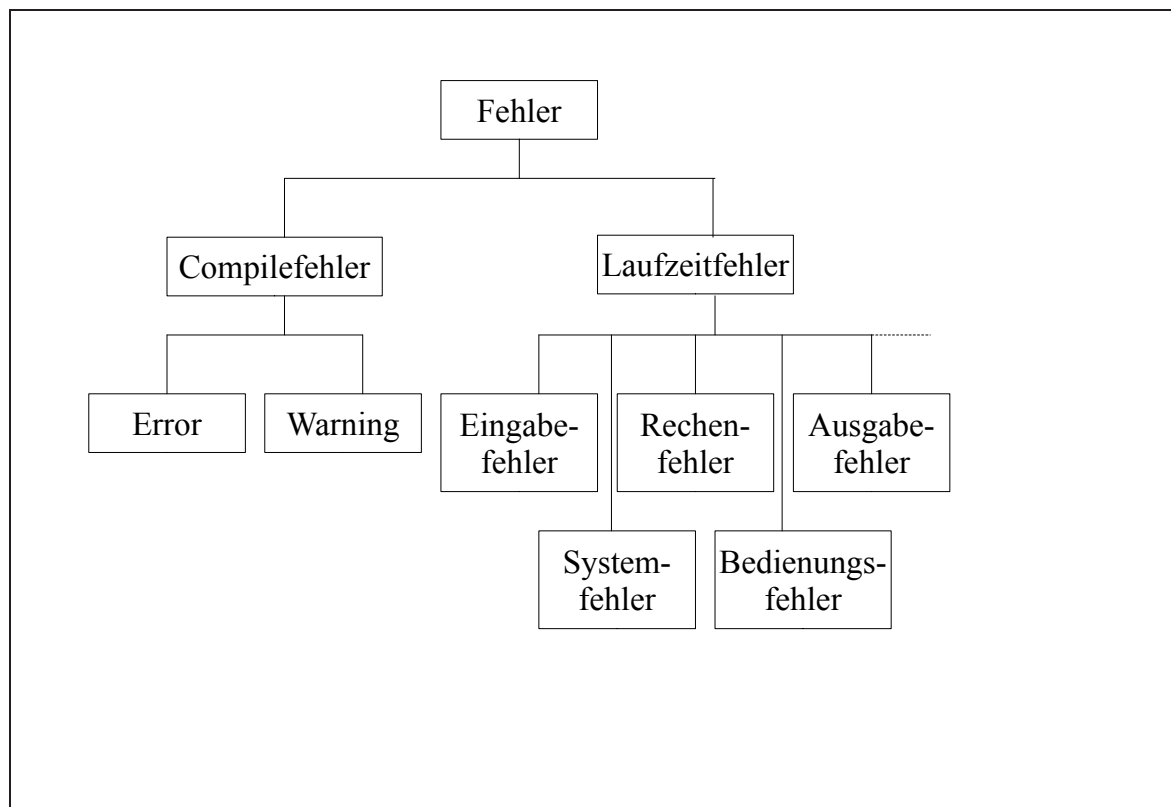 Fehler
Compilefehler
Laufzeitfehler
Error
Warning
Eingabe-
fehler
Rechen-
fehler
Ausgabe-
fehler
System-
fehler
Bedienungs-
fehler